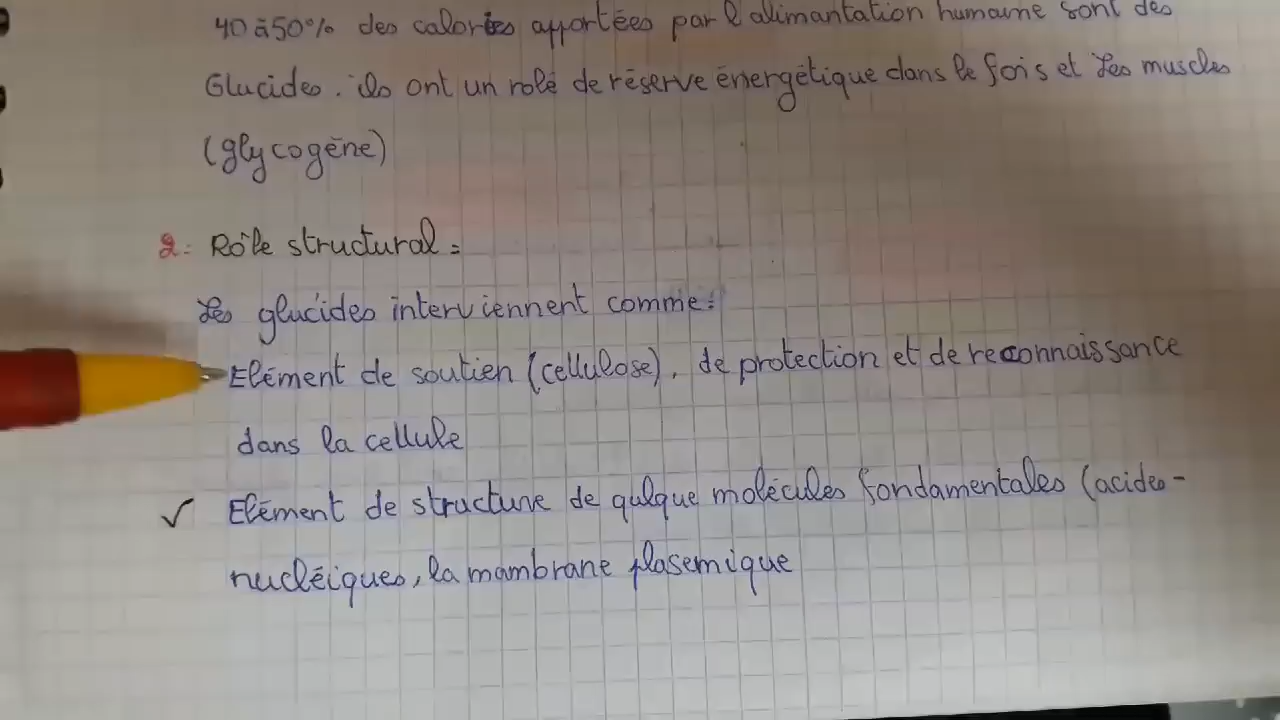 40 à 50% des calories apportées par l'alimantation humaine sont des
Glucides. ils ont un rolé de réserve énergétique dans le fois et Les muscles
(glycogène)
2. Rôle structural =
Les glucides interviennent comme:
Elément de soutien (cellulose), de protection et de reconnaissance
dans la cellule
✓ Elément de structure de qulque molécules fondamentales (acides-
nucléiques, la mambrane plasemique